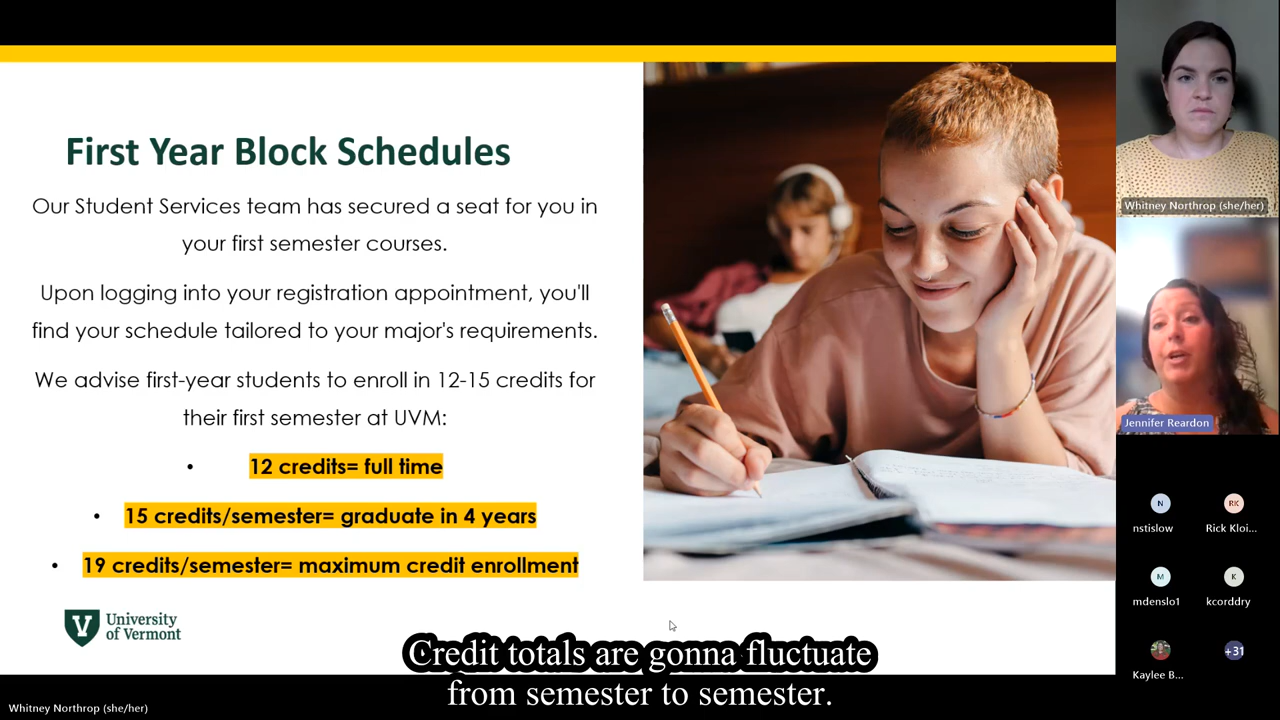 First Year Block Schedules
Our Student Services team has secured a seat for you in
your first semester courses.
Upon logging into your registration appointment, you'll
find your schedule tailored to your major's requirements.
We advise first-year students to enroll in 12-15 credits for
their first semester at UVM:
• 12 credits= full time
• 15 credits/semester= graduate in 4 years
• 19 credits/semester= maximum credit enrollment
V University
of Vermont
Credit totals are gonna fluctuate
from semester to semester.
Whitney Northrop (she/her)
Whitney Northrop (she/her)
Jennifer Reardon
N
nstislow
RK
Rick Kloi...
M
mdenslo1
K
kcorddry
Kaylee B...
+31